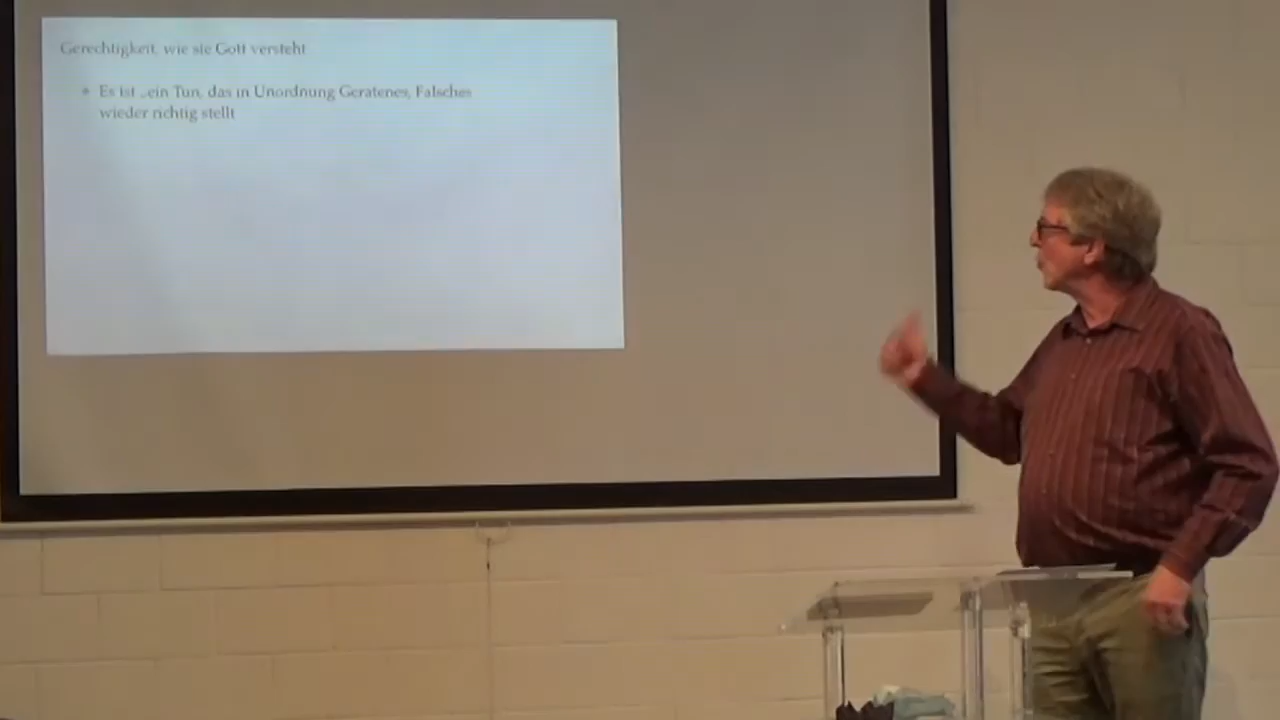 Gerechtigkeit, wie sie Gott versteht
• Es ist „ein Tun, das in Unordnung Geratenes, Falsches
wieder richtig stellt